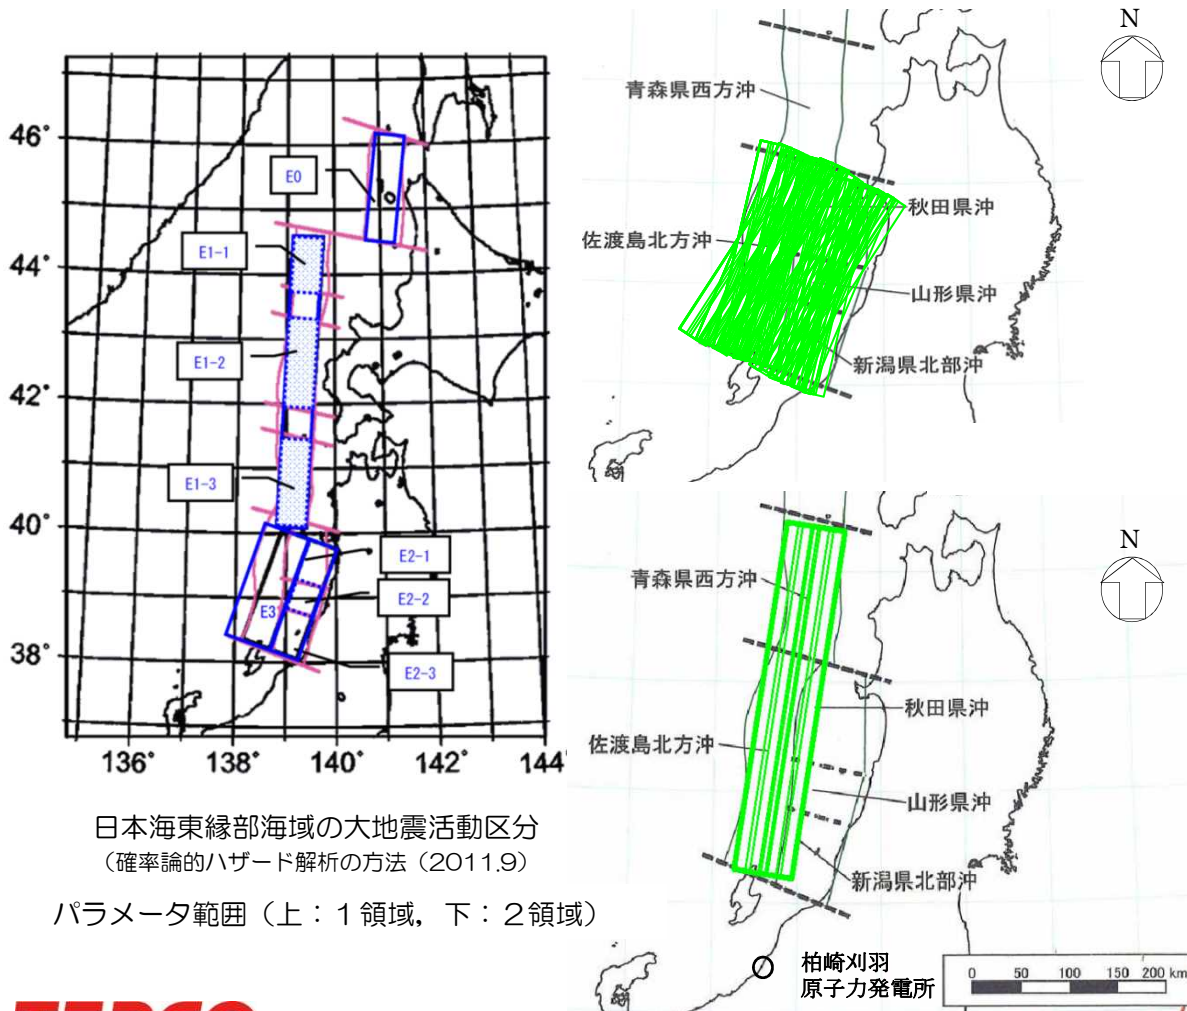 46°
44°
42°
40°
38°
136°
138°
140°
142°
144
E0
E1-1
E1-2
E1-3
E2-1
E2-2
E3
E2-3
日本海東縁部海域の大地震活動区分
（確率論的ハザード解析の方法（2011.9）
パラメータ範囲（上：１領域，下：２領域）
N
青森県西方沖
秋田県沖
佐渡島北方沖
山形県沖
新潟県北部沖
N
青森県西方沖
秋田県沖
佐渡島北方沖
山形県沖
新潟県北部沖
柏崎刈羽
原子力発電所
0 50 100 150 200 km